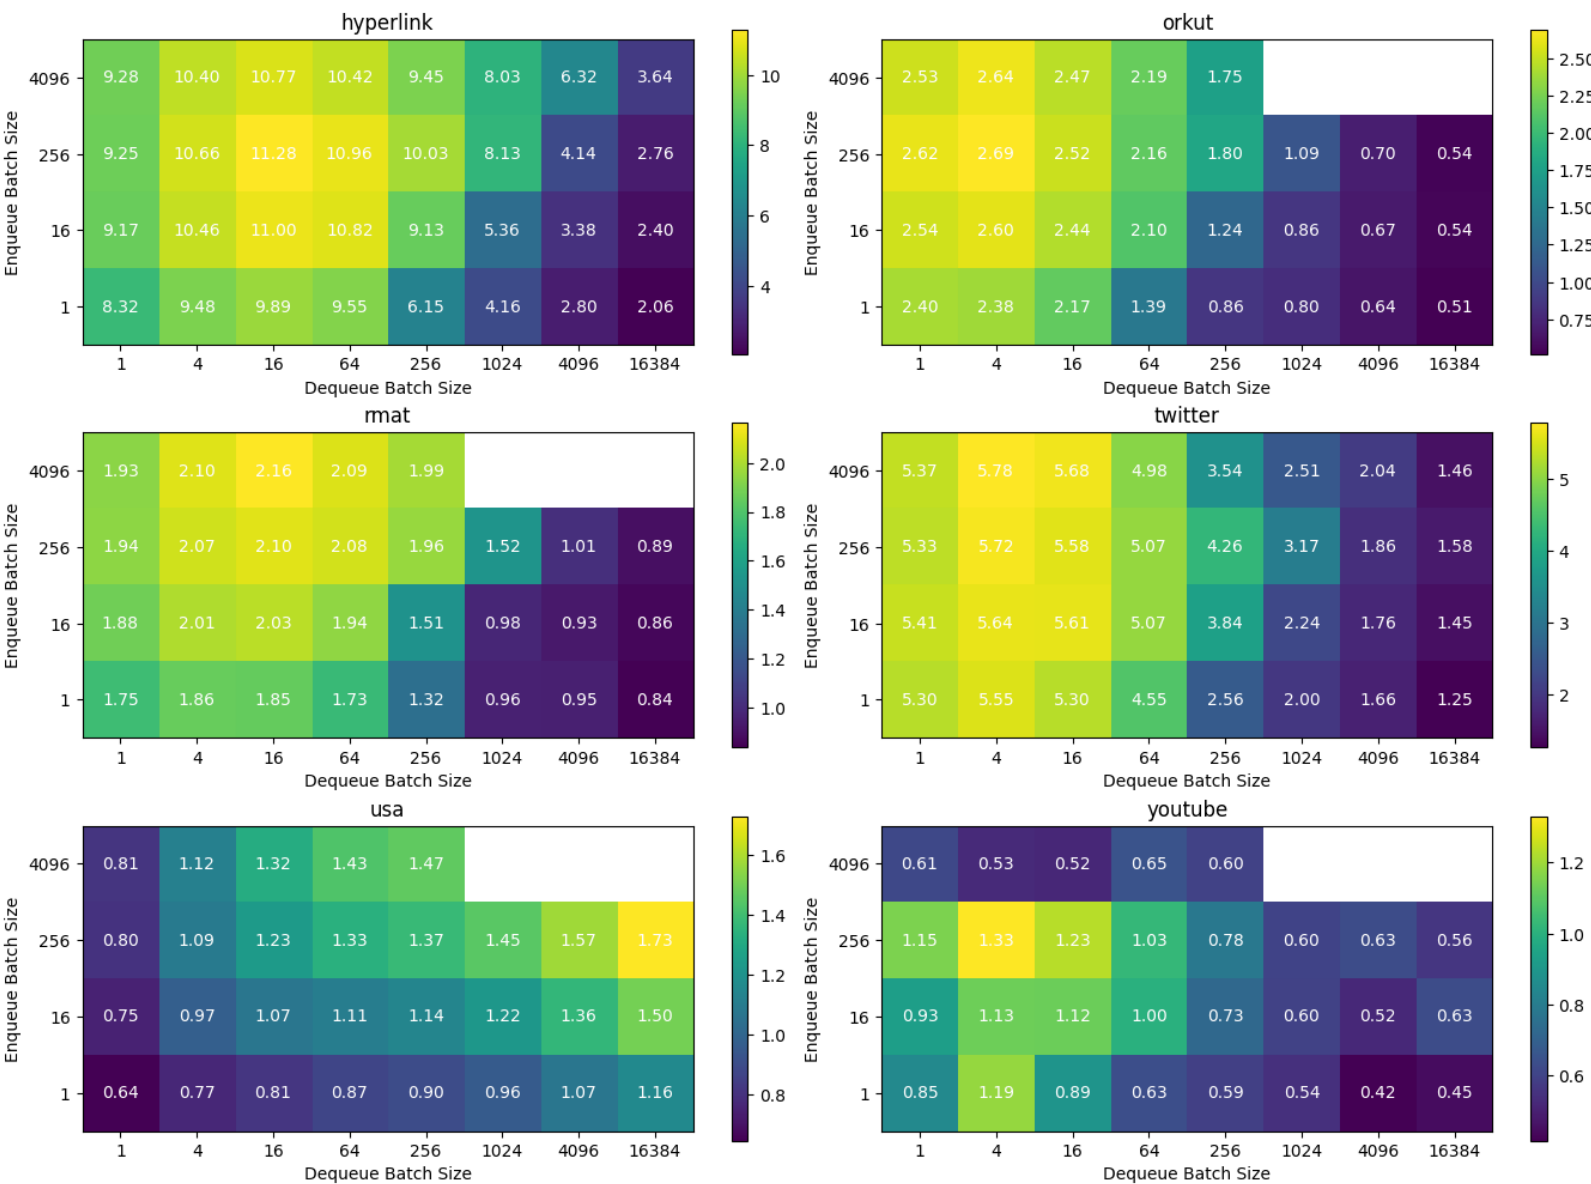 hyperlink
Enqueue Batch Size
4096 9.28 10.40 10.77 10.42 9.45 8.03 6.32 3.64
256 9.25 10.66 11.28 10.96 10.03 8.13 4.14 2.76
16 9.17 10.46 11.00 10.82 9.13 5.36 3.38 2.40
1 8.32 9.48 9.89 9.55 6.15 4.16 2.80 2.06
1 4 16 64 256 1024 4096 16384
Dequeue Batch Size
10
8
6
4
orkut
Enqueue Batch Size
4096 2.53 2.64 2.47 2.19 1.75
256 2.62 2.69 2.52 2.16 1.80 1.09 0.70 0.54
16 2.54 2.60 2.44 2.10 1.24 0.86 0.67 0.54
1 2.40 2.38 2.17 1.39 0.86 0.80 0.64 0.51
1 4 16 64 256 1024 4096 16384
Dequeue Batch Size
2.50
2.25
2.00
1.75
1.50
1.25
1.00
0.75
rmat
Enqueue Batch Size
4096 1.93 2.10 2.16 2.09 1.99
256 1.94 2.07 2.10 2.08 1.96 1.52 1.01 0.89
16 1.88 2.01 2.03 1.94 1.51 0.98 0.93 0.86
1 1.75 1.86 1.85 1.73 1.32 0.96 0.95 0.84
1 4 16 64 256 1024 4096 16384
Dequeue Batch Size
2.0
1.8
1.6
1.4
1.2
1.0
twitter
Enqueue Batch Size
4096 5.37 5.78 5.68 4.98 3.54 2.51 2.04 1.46
256 5.33 5.72 5.58 5.07 4.26 3.17 1.86 1.58
16 5.41 5.64 5.61 5.07 3.84 2.24 1.76 1.45
1 5.30 5.55 5.30 4.55 2.56 2.00 1.66 1.25
1 4 16 64 256 1024 4096 16384
Dequeue Batch Size
5
4
3
2
usa
Enqueue Batch Size
4096 0.81 1.12 1.32 1.43 1.47
256 0.80 1.09 1.23 1.33 1.37 1.45 1.57 1.73
16 0.75 0.97 1.07 1.11 1.14 1.22 1.36 1.50
1 0.64 0.77 0.81 0.87 0.90 0.96 1.07 1.16
1 4 16 64 256 1024 4096 16384
Dequeue Batch Size
1.6
1.4
1.2
1.0
0.8
youtube
Enqueue Batch Size
4096 0.61 0.53 0.52 0.65 0.60
256 1.15 1.33 1.23 1.03 0.78 0.60 0.63 0.56
16 0.93 1.13 1.12 1.00 0.73 0.60 0.52 0.63
1 0.85 1.19 0.89 0.63 0.59 0.54 0.42 0.45
1 4 16 64 256 1024 4096 16384
Dequeue Batch Size
1.2
1.0
0.8
0.6